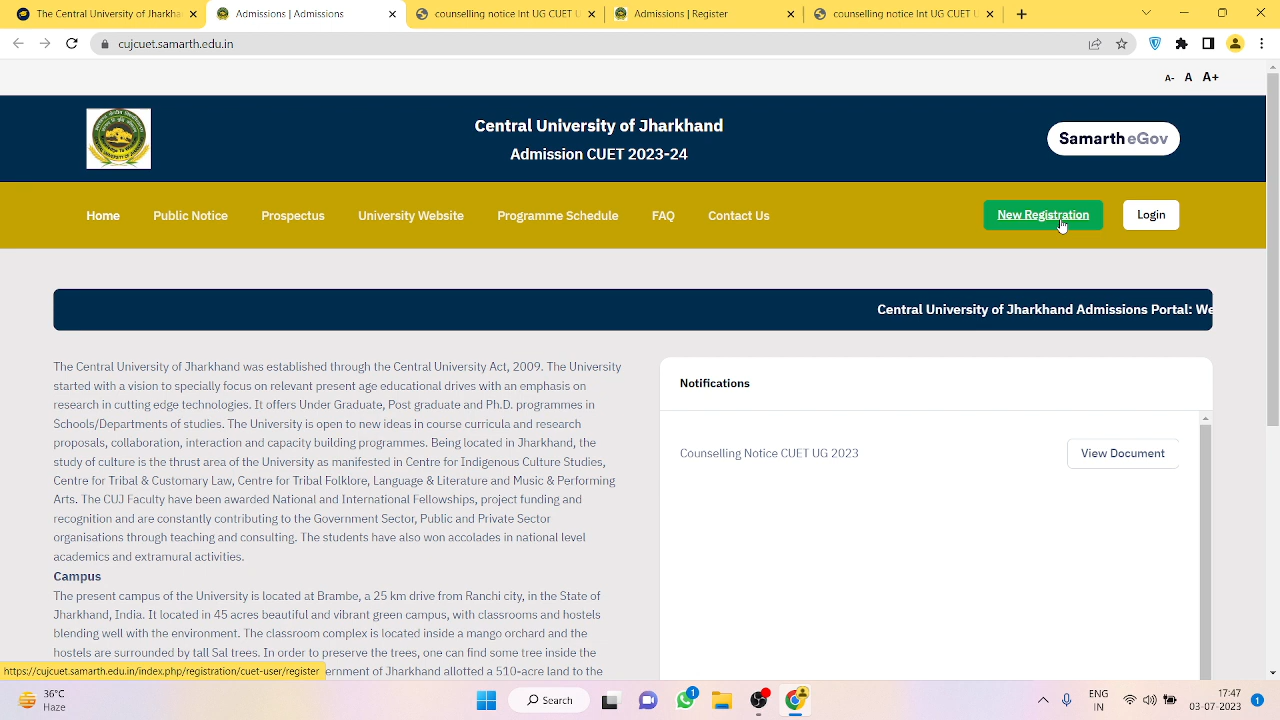 The Central University of Jharkhan
Admissions | Admissions
counselling notice Int UG CUET U
Admissions | Register
counselling notice Int UG CUET U
cujcuet.samarth.edu.in
A- A A+
Central University of Jharkhand
Admission CUET 2023-24
Samarth eGov
Home Public Notice Prospectus University Website Programme Schedule FAQ Contact Us New Registration Login
Central University of Jharkhand Admissions Portal: We
The Central University of Jharkhand was established through the Central University Act, 2009. The University
started with a vision to specially focus on relevant present age educational drives with an emphasis on
research in cutting edge technologies. It offers Under Graduate, Post graduate and Ph.D. programmes in
Schools/Departments of studies. The University is open to new ideas in course curricula and research
proposals, collaboration, interaction and capacity building programmes. Being located in Jharkhand, the
study of culture is the thrust area of the University as manifested in Centre for Indigenous Culture Studies,
Centre for Tribal & Customary Law, Centre for Tribal Folklore, Language & Literature and Music & Performing
Arts. The CUJ Faculty have been awarded National and International Fellowships, project funding and
recognition and are constantly contributing to the Government Sector, Public and Private Sector
organisations through teaching and consulting. The students have also won accolades in national level
academics and extramural activities.
Campus
The present campus of the University is located at Brambe, a 25 km drive from Ranchi city, in the State of
Jharkhand, India. It located in 45 acres beautiful and vibrant green campus, with classrooms and hostels
blending well with the environment. The classroom complex is located inside a mango orchard and the
hostels are surrounded by tall Sal trees. In order to preserve the trees, one can find some tree inside the
ernment of Jharkhand allotted a 510-acre land to the
Notifications
Counselling Notice CUET UG 2023 View Document
https://cujcuet.samarth.edu.in/index.php/registration/cuet-user/register
36°C
Haze
Search
1
ENG
IN
17:47
03-07-2023
1